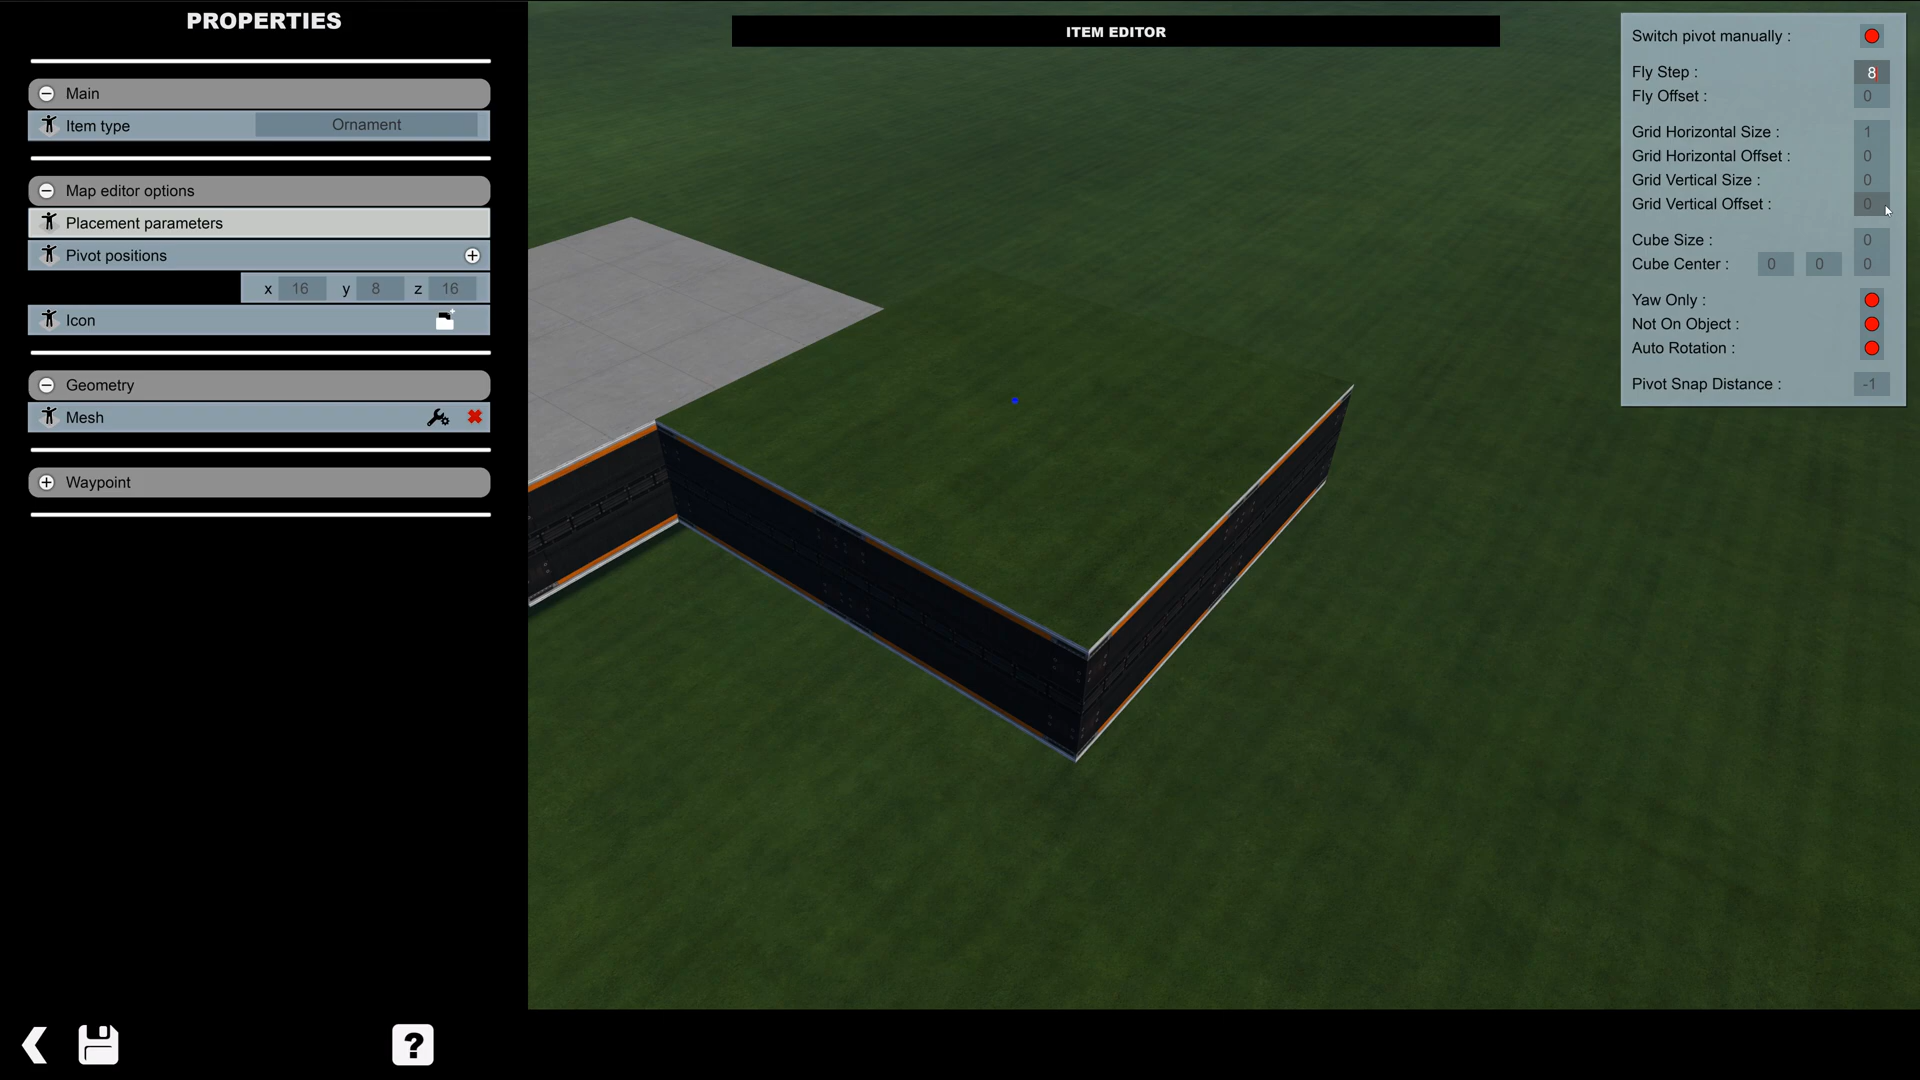 PROPERTIES
Main
Item type Ornament
Map editor options
Placement parameters
Pivot positions
x 16 y 8 z 16
Icon
Geometry
Mesh
Waypoint
?
ITEM EDITOR
Switch pivot manually :
Fly Step : 8
Fly Offset : 0
Grid Horizontal Size : 1
Grid Horizontal Offset : 0
Grid Vertical Size : 0
Grid Vertical Offset : 0
Cube Size : 0
Cube Center : 0 0 0
Yaw Only :
Not On Object :
Auto Rotation :
Pivot Snap Distance : -1